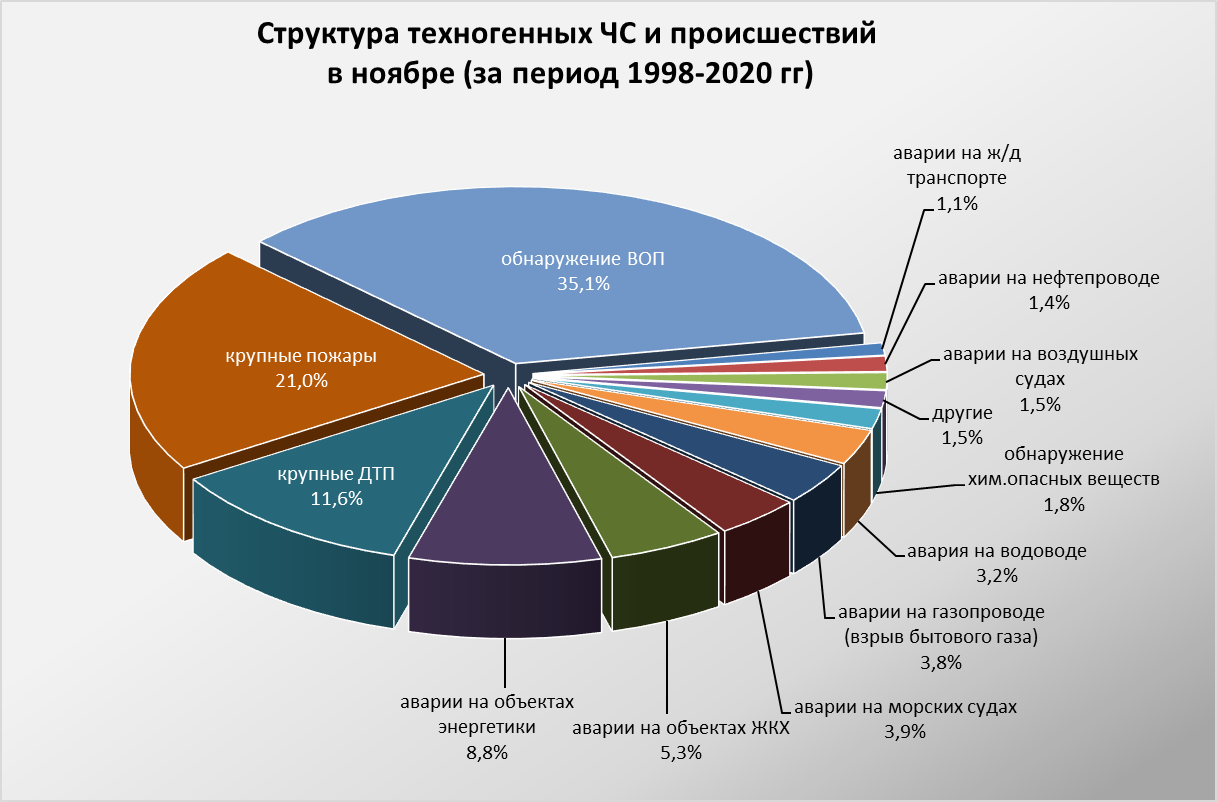 Структура техногенных ЧС и происшествий
в ноябре (за период 1998-2020 гг)
обнаружение ВОП
35,1%
аварии на ж/д
транспорте
1,1%
аварии на нефтепроводе
1,4%
аварии на воздушных
судах
1,5%
другие
1,5%
обнаружение
хим.опасных веществ
1,8%
авария на водоводе
3,2%
аварии на газопроводе
(взрыв бытового газа)
3,8%
аварии на морских судах
3,9%
аварии на объектах ЖКХ
5,3%
аварии на объектах
энергетики
8,8%
крупные ДТП
11,6%
крупные пожары
21,0%